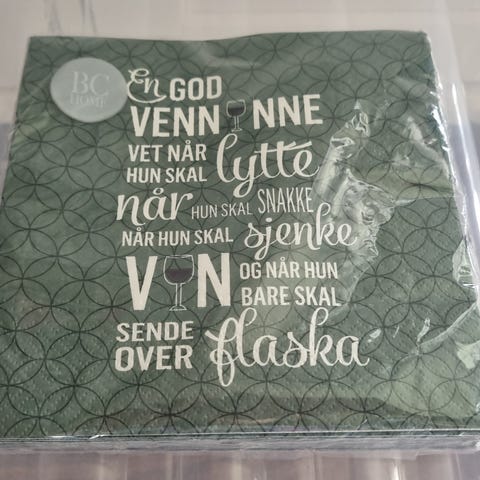 BC
HOME
En GOD
VENNINNE
VET NÅR
HUN SKAL lytte
når HUN SKAL SNAKKE
NÅR HUN SKAL sjenke
VIN OG NÅR HUN
BARE SKAL
SENDE
OVER flaska